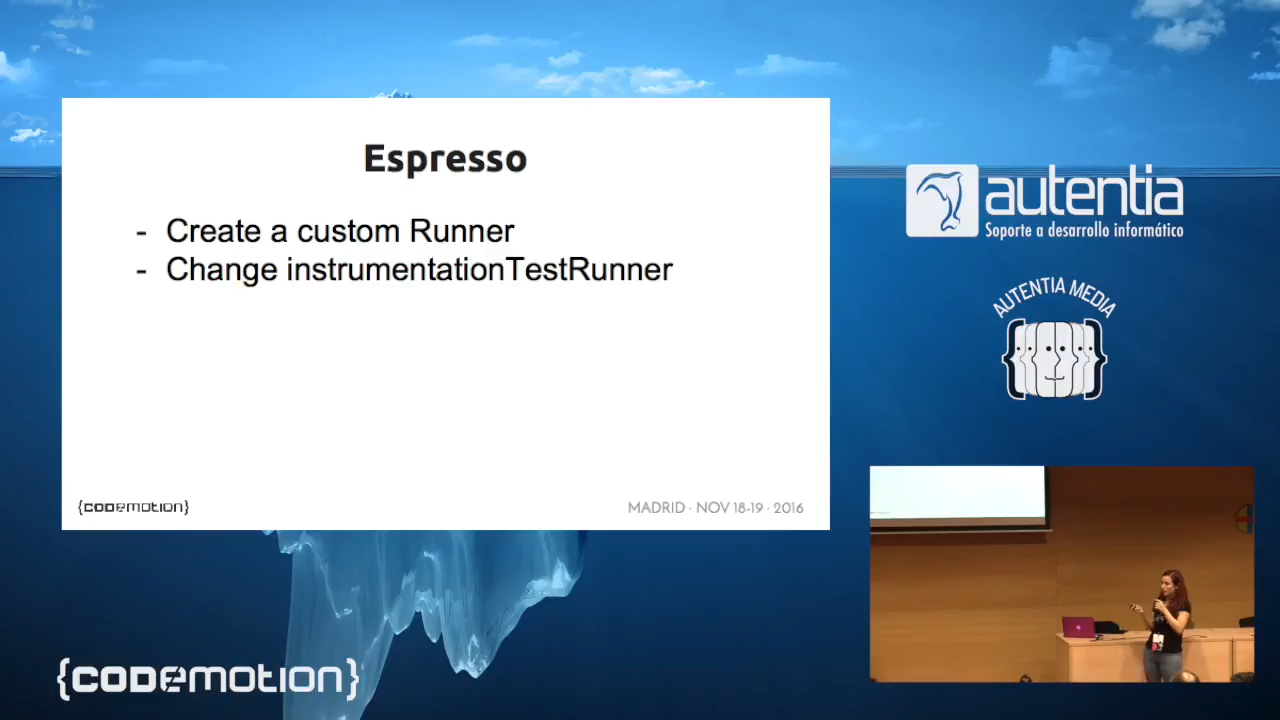 Espresso
- Create a custom Runner
- Change instrumentationTestRunner
{CODEMOTION}
MADRID · NOV 18-19 · 2016
autentia
Soporte a desarrollo informático
AUTENTIA MEDIA
{CODEMOTION}